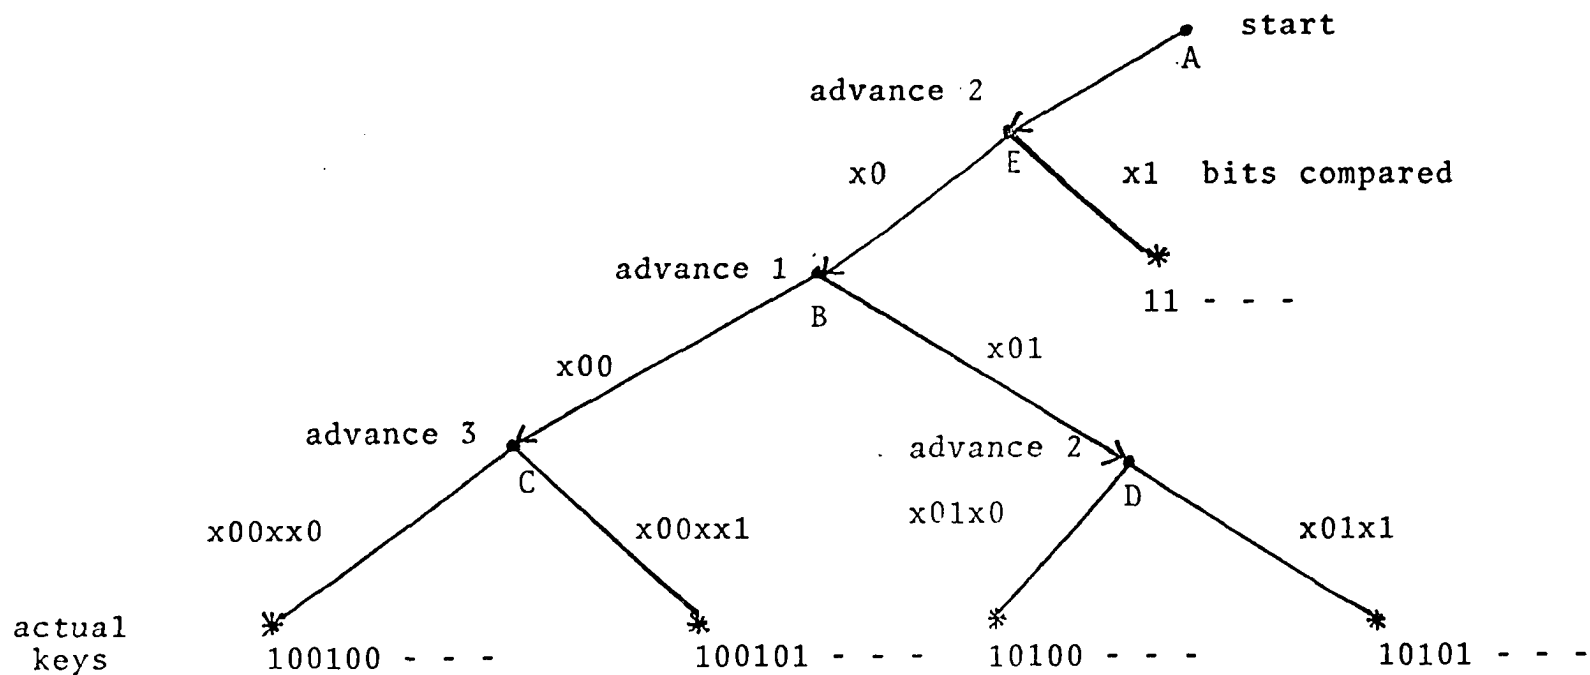 start
A
advance 2
E
x0
x1 bits compared
advance 1
B
11 - - -
x00
x01
advance 3
C
advance 2
D
x00xx0
x00xx1
x01x0
x01x1
actual
keys
100100 - - -
100101 - - -
10100 - - -
10101 - - -